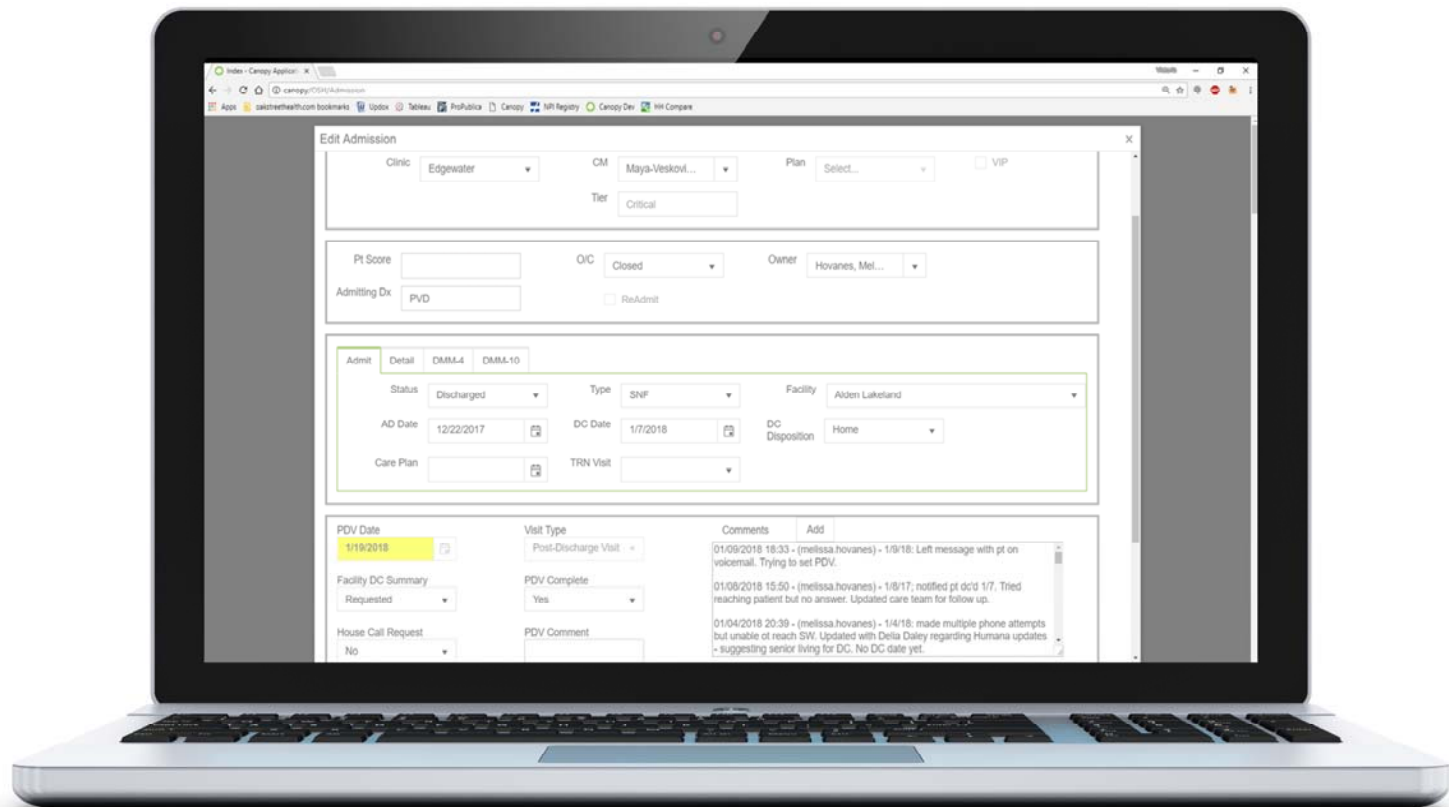 Index - Canopy Applicati
canopy/OSH/Admission
Apps oakstreethealth.com bookmarks Updox Tableau ProPublica Canopy NPI Registry Canopy Dev HH Compare
Edit Admission
Clinic Edgewater CM Maya-Veskovi... Plan Select... VIP
Tier Critical
Pt Score O/C Closed Owner Hovanes, Mel...
Admitting Dx PVD ReAdmit
Admit Detail DMM-4 DMM-10
Status Discharged Type SNF Facility Alden Lakeland
AD Date 12/22/2017 DC Date 1/7/2018 DC Disposition Home
Care Plan TRN Visit
PDV Date Visit Type Comments Add
1/19/2018 Post-Discharge Visit
01/09/2018 18:33 - (melissa.hovanes) - 1/9/18: Left message with pt on
voicemail. Trying to set PDV.
Facility DC Summary PDV Complete
Requested Yes
01/08/2018 15:50 - (melissa.hovanes) - 1/8/17; notified pt dc'd 1/7. Tried
reaching patient but no answer. Updated care team for follow up.
House Call Request PDV Comment
No
01/04/2018 20:39 - (melissa.hovanes) - 1/4/18: made multiple phone attempts
but unable ot reach SW. Updated with Delia Daley regarding Humana updates
- suggesting senior living for DC. No DC date yet.